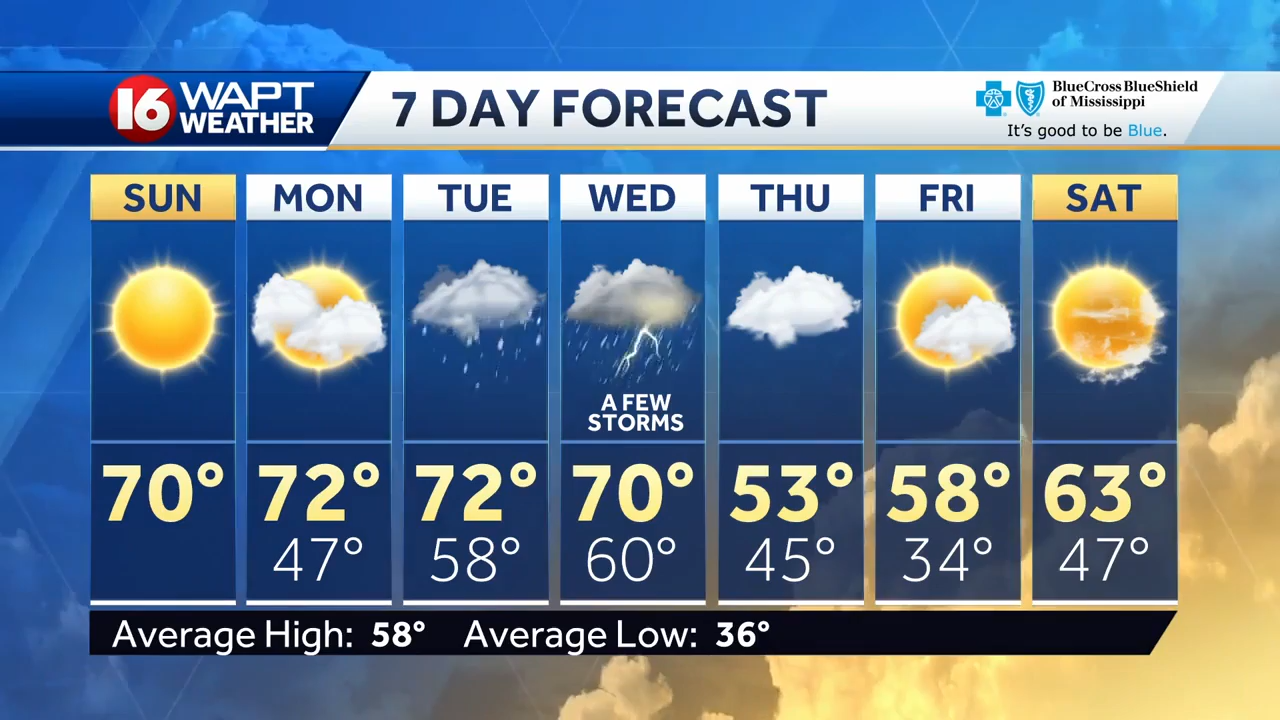 16 WAPT
WEATHER
7 DAY FORECAST
BlueCross BlueShield
of Mississippi
It's good to be Blue.
SUN MON TUE WED THU FRI SAT
A FEW
STORMS
70° 72° 72° 70° 53° 58° 63°
47° 58° 60° 45° 34° 47°
Average High: 58° Average Low: 36°